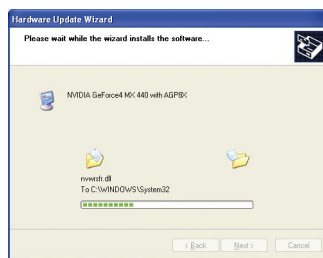 Hardware Update Wizard
Please wait while the wizard installs the software...
NVIDIA GeForce4 MX 440 with AGP8X
nvwrsfr.dll
To C:\WINDOWS\System32
< Back Next > Cancel